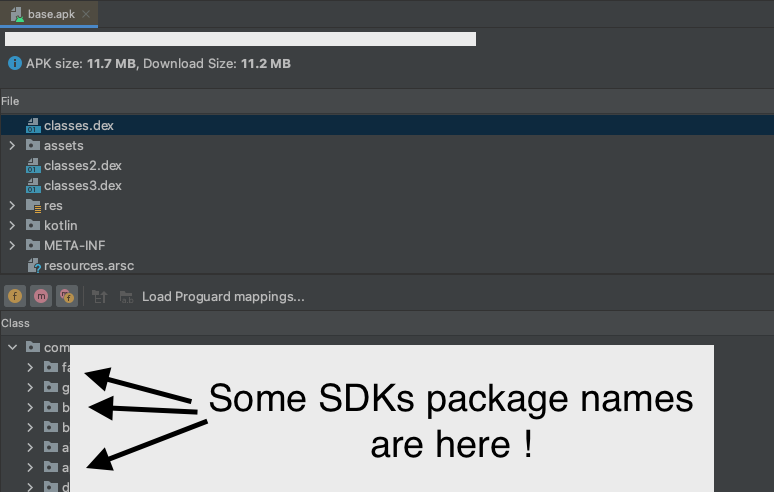 base.apk
APK size: 11.7 MB, Download Size: 11.2 MB
File
classes.dex
assets
classes2.dex
classes3.dex
res
kotlin
META-INF
resources.arsc
Load Proguard mappings...
Class
com
Some SDKs package names
are here !